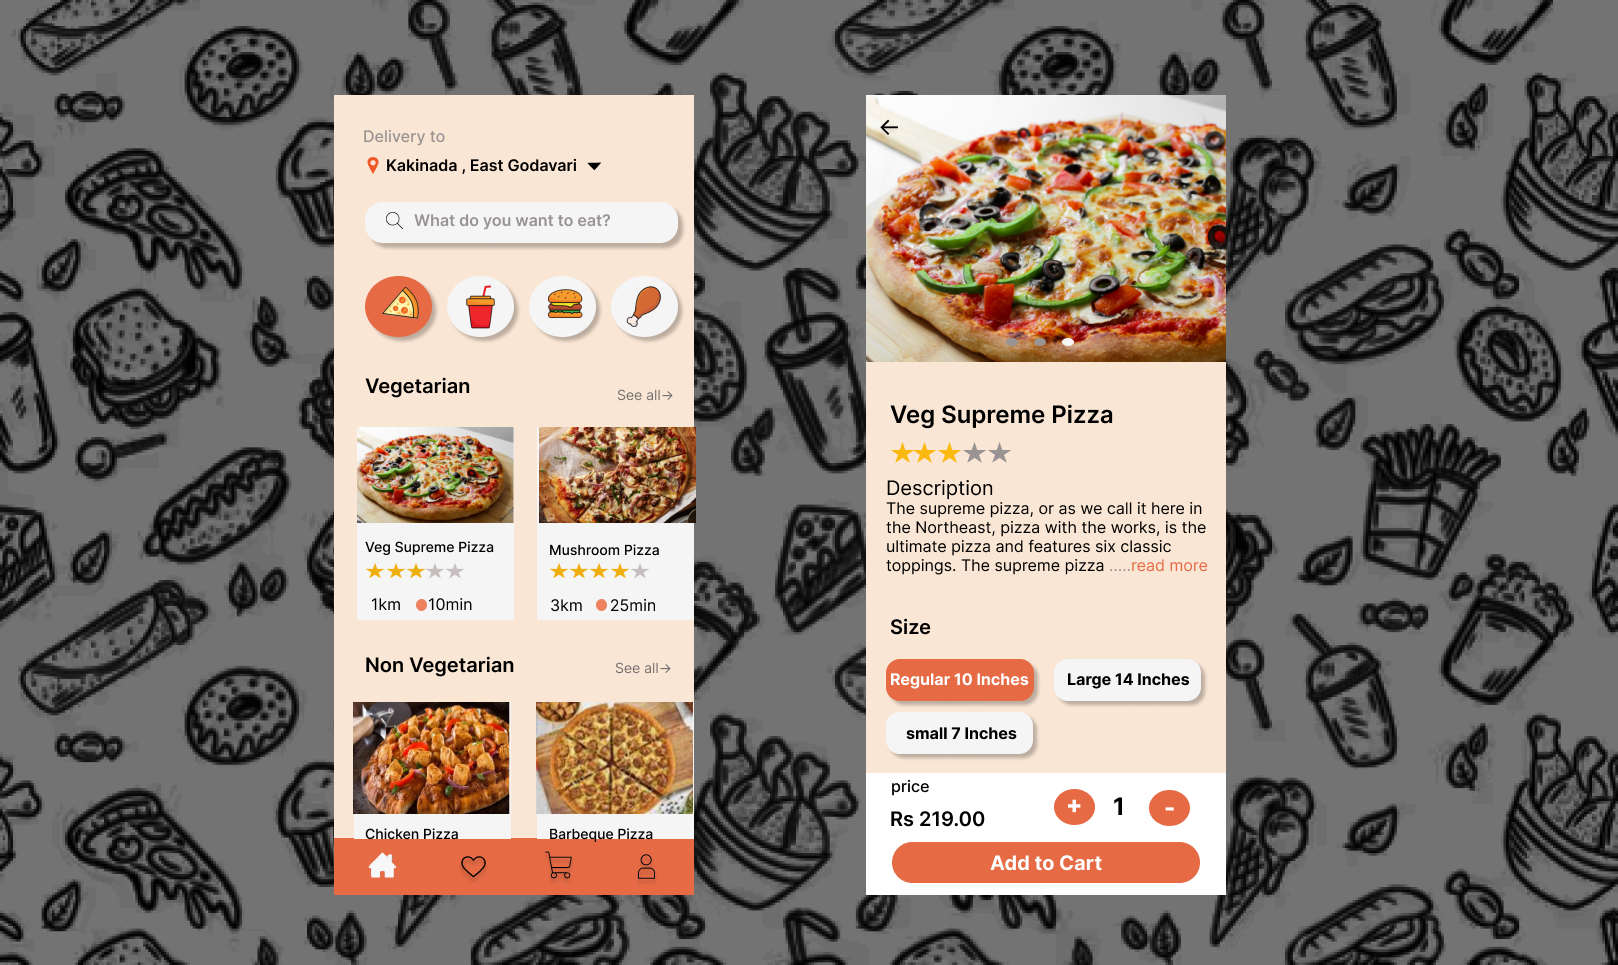 Delivery to
Kakinada , East Godavari
What do you want to eat?
Vegetarian
See all→
Veg Supreme Pizza
1km 10min
Mushroom Pizza
3km 25min
Non Vegetarian
See all→
Chicken Pizza
Barbeque Pizza
Veg Supreme Pizza
Description
The supreme pizza, or as we call it here in
the Northeast, pizza with the works, is the
ultimate pizza and features six classic
toppings. The supreme pizza .....read more
Size
Regular 10 Inches
Large 14 Inches
small 7 Inches
price
Rs 219.00
+ 1 -
Add to Cart